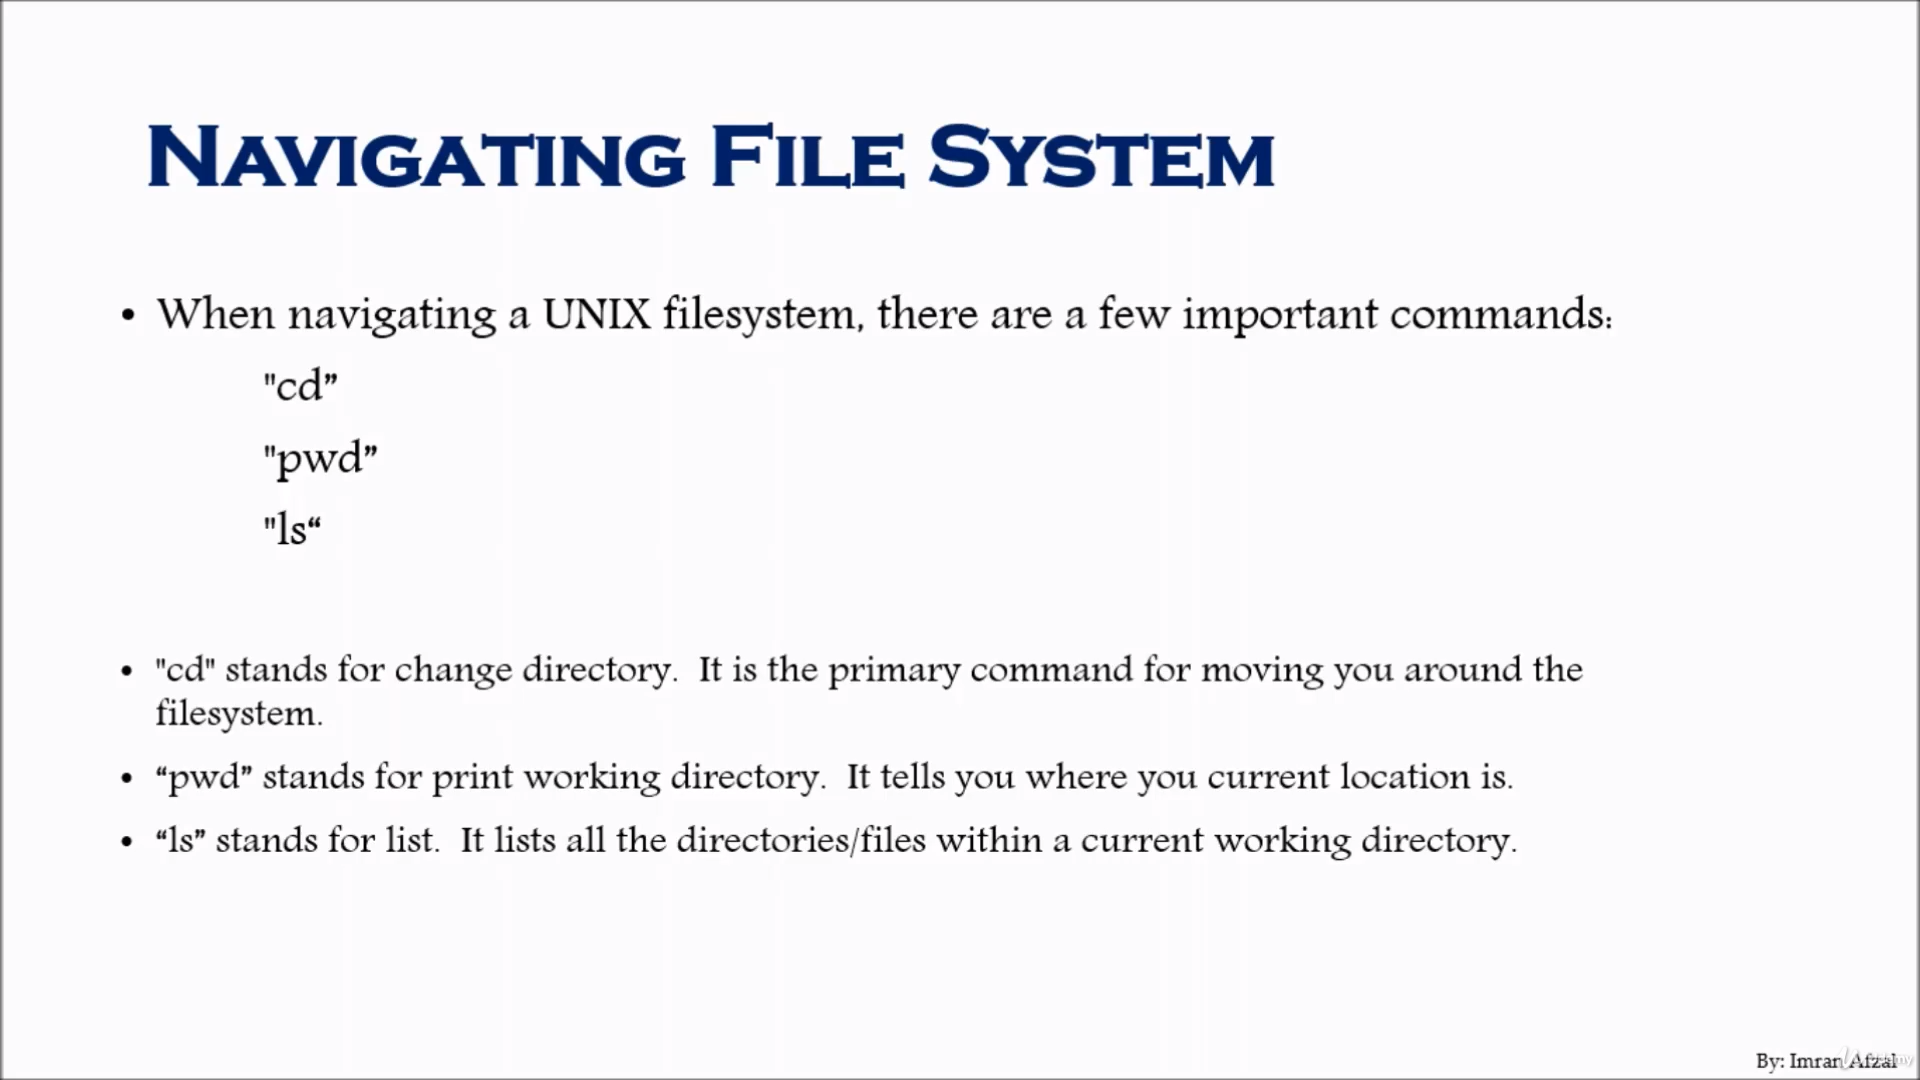 NAVIGATING FILE SYSTEM
• When navigating a UNIX filesystem, there are a few important commands:
"cd”
"pwd”
"ls“
• "cd" stands for change directory.  It is the primary command for moving you around the
filesystem.
• “pwd” stands for print working directory.  It tells you where you current location is.
• “ls” stands for list.  It lists all the directories/files within a current working directory.
By: Imran Afzal